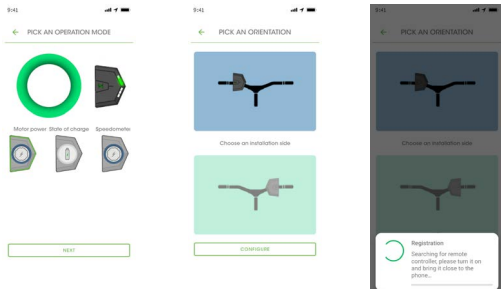 9:41
PICK AN OPERATION MODE
Motor power State of charge Speedometer
NEXT
9:41
PICK AN ORIENTATION
Choose an installation side
CONFIGURE
9:41
PICK AN ORIENTATION
Choose an installation side
Registration
Searching for remote
controller, please turn it on
and bring it close to the
phone...